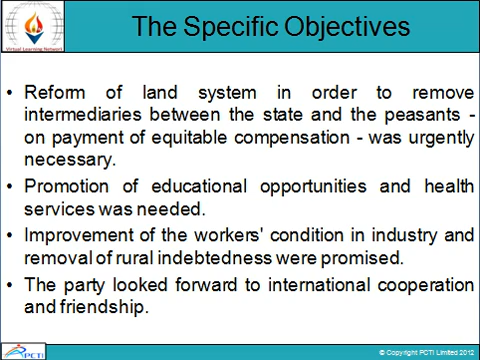 The Specific Objectives
Virtual Learning Network
• Reform of land system in order to remove
intermediaries between the state and the peasants -
on payment of equitable compensation - was urgently
necessary.
• Promotion of educational opportunities and health
services was needed.
• Improvement of the workers' condition in industry and
removal of rural indebtedness were promised.
• The party looked forward to international cooperation
and friendship.
PCTI
© Copyright PCTI Limited 2012